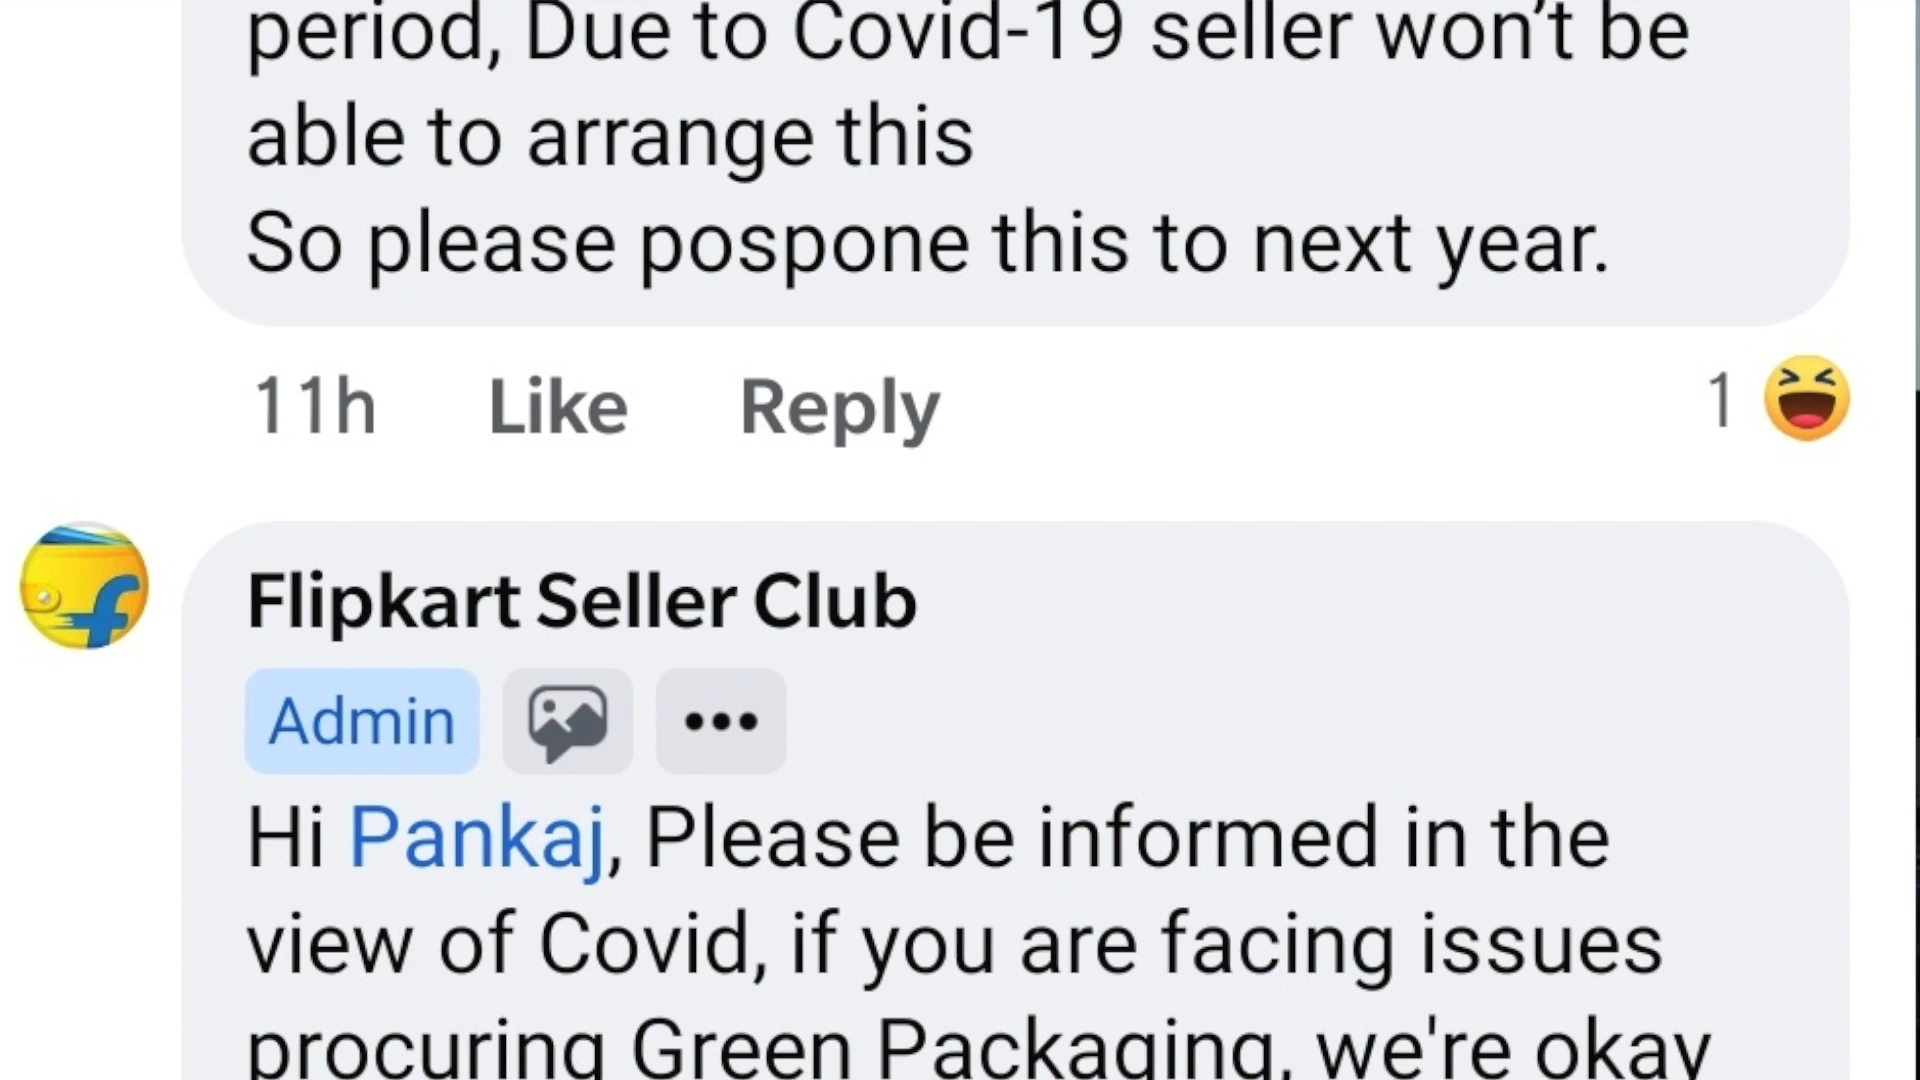 period, Due to Covid-19 seller won't be
able to arrange this
So please pospone this to next year.
11h Like Reply 1
Flipkart Seller Club
Admin
Hi Pankaj, Please be informed in the
view of Covid, if you are facing issues
procuring Green Packaging, we're okay